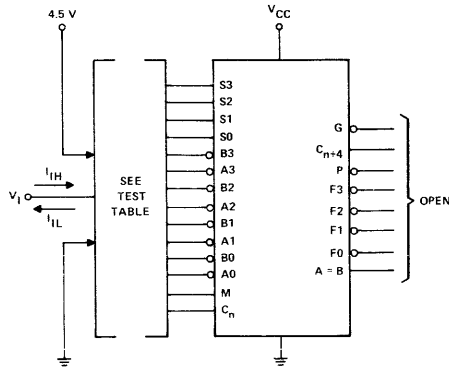 4.5 V
VCC
VI
IIH
IIL
SEE
TEST
TABLE
S3
S2
S1
S0
B3
A3
B2
A2
B1
A1
B0
A0
M
Cn
G
Cn+4
P
F3
F2
F1
F0
A = B
OPEN